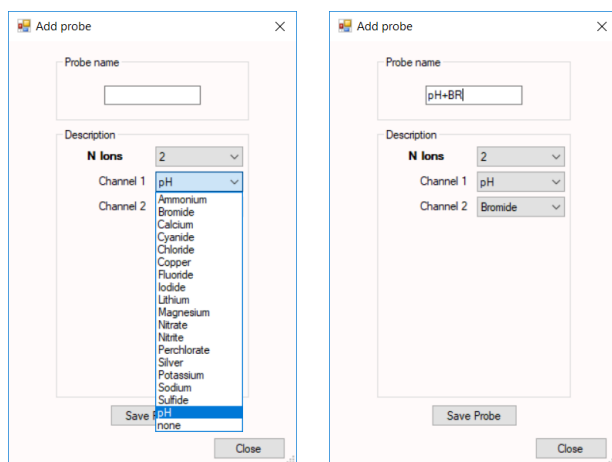 Add probe
Probe name
Description
N Ions 2
Channel 1 pH
Channel 2
Ammonium
Bromide
Calcium
Cyanide
Chloride
Copper
Fluoride
Iodide
Lithium
Magnesium
Nitrate
Nitrite
Perchlorate
Silver
Potassium
Sodium
Sulfide
pH
none
Save
Close
Add probe
Probe name
pH+BR
Description
N Ions 2
Channel 1 pH
Channel 2 Bromide
Save Probe
Close